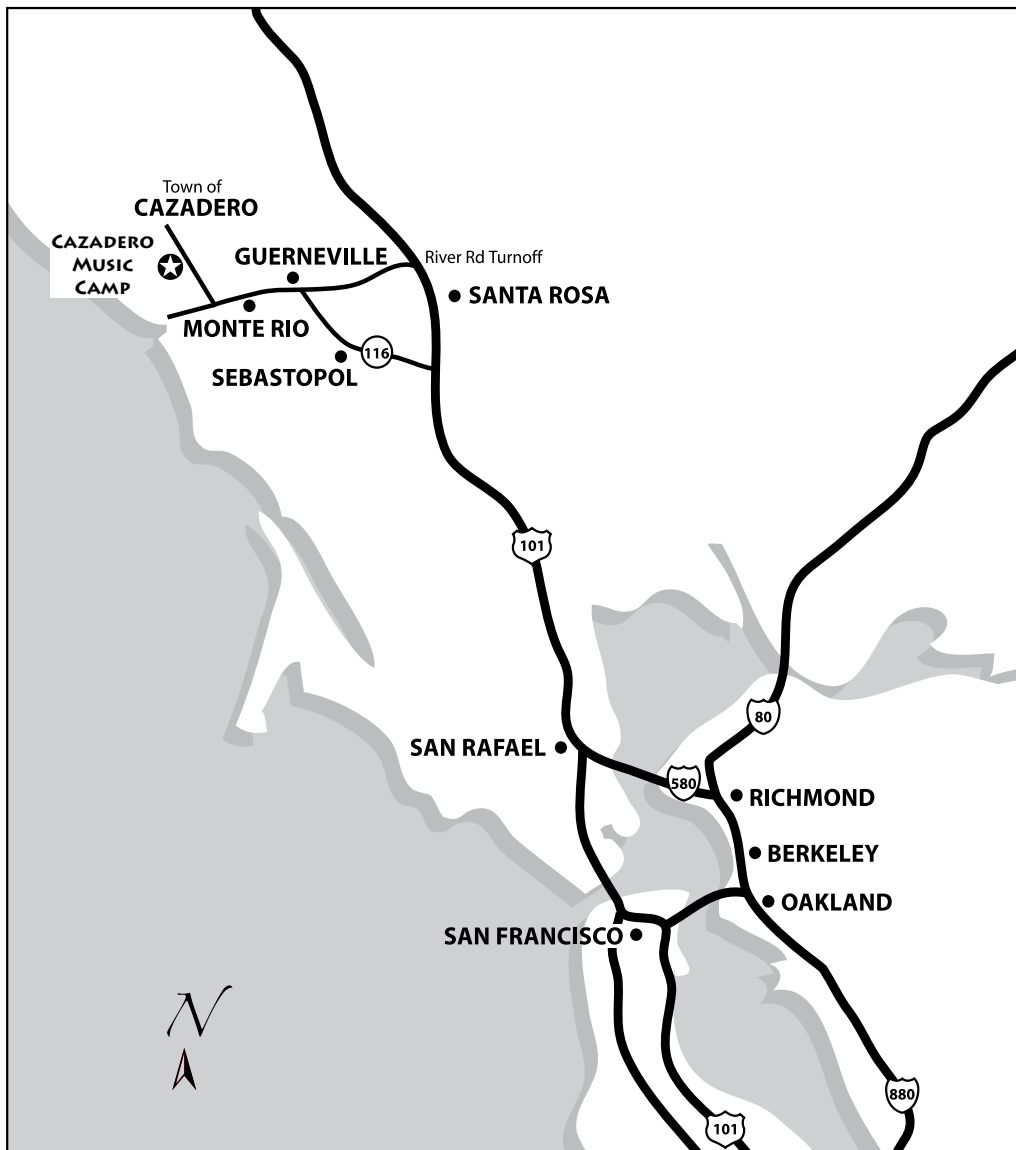 Town of
CAZADERO
CAZADERO
MUSIC
CAMP
GUERNEVILLE
River Rd Turnoff
SANTA ROSA
MONTE RIO
116
SEBASTOPOL
101
80
SAN RAFAEL
580
RICHMOND
BERKELEY
OAKLAND
SAN FRANCISCO
N
880
101